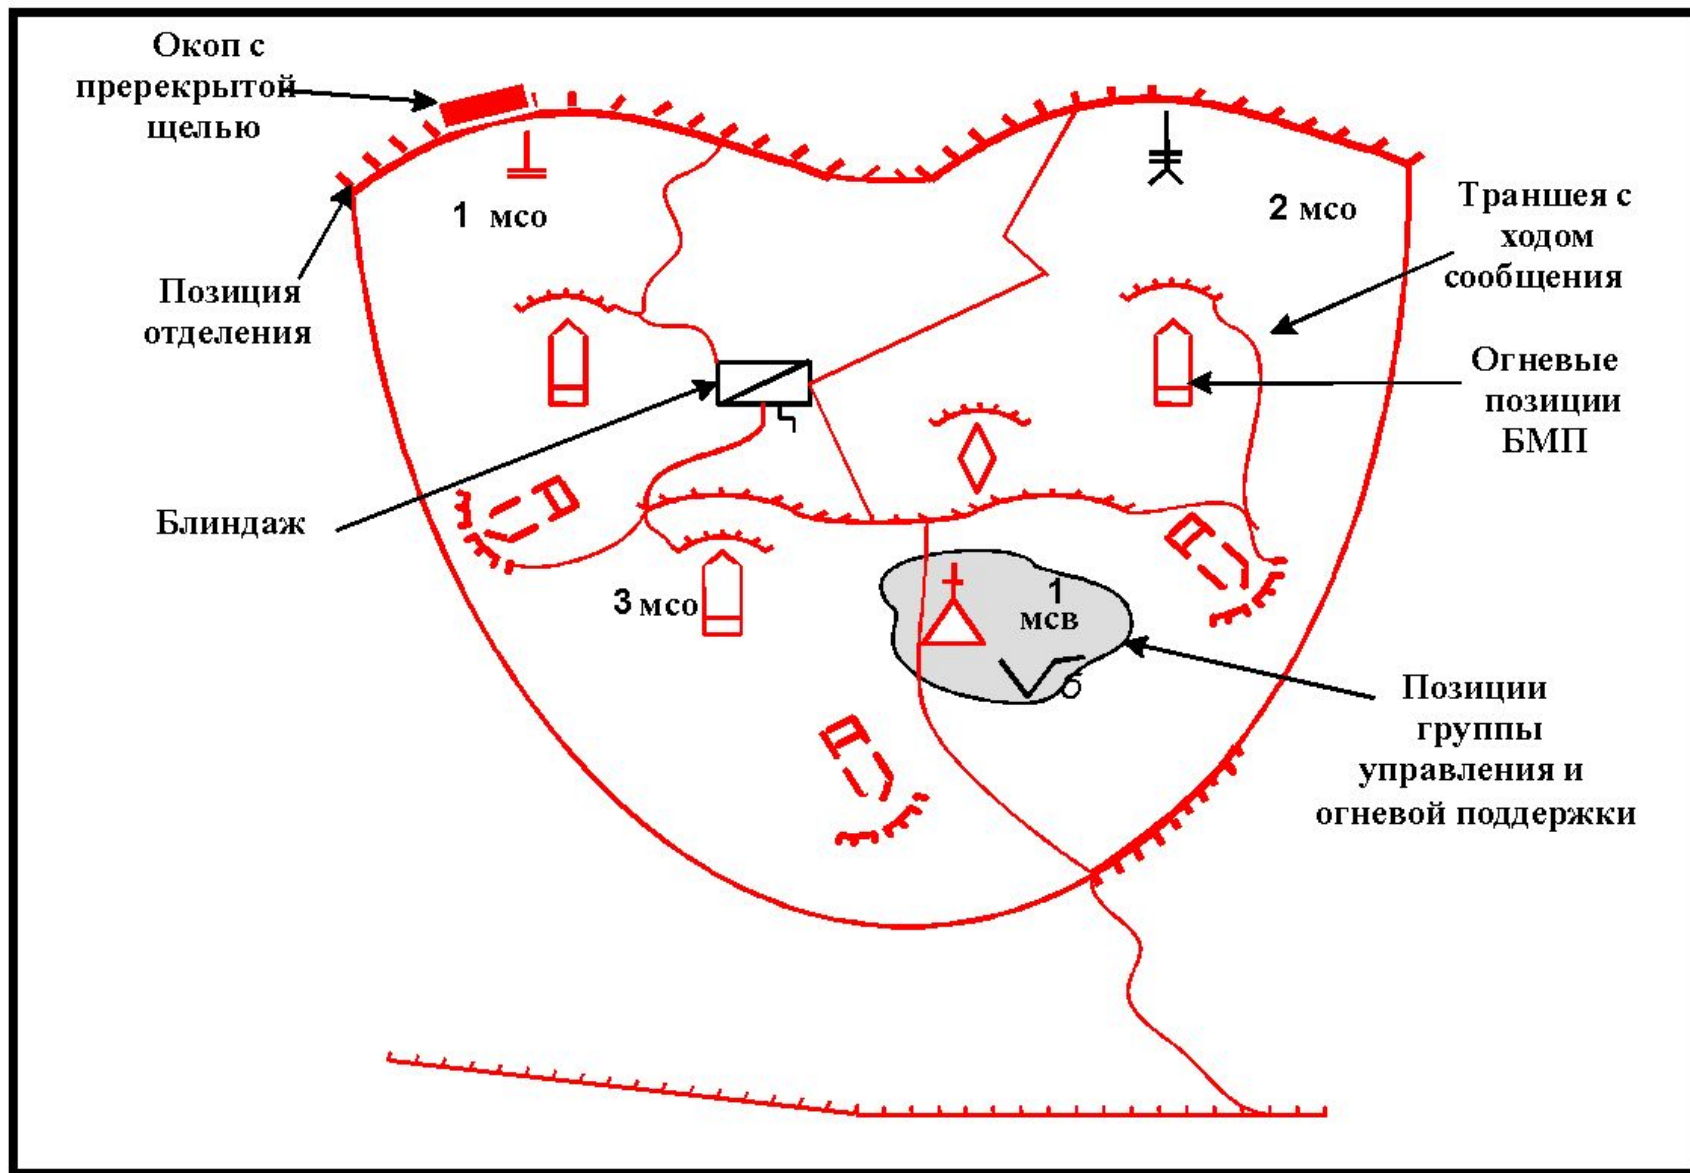 Окоп с
пререкрытой
щелью
1 мсо
2 мсо
Траншея с
ходом
сообщения
Позиция
отделения
Огневые
позиции
БМП
Блиндаж
3 мсо
1
мсв
б
Позиции
группы
управления и
огневой поддержки